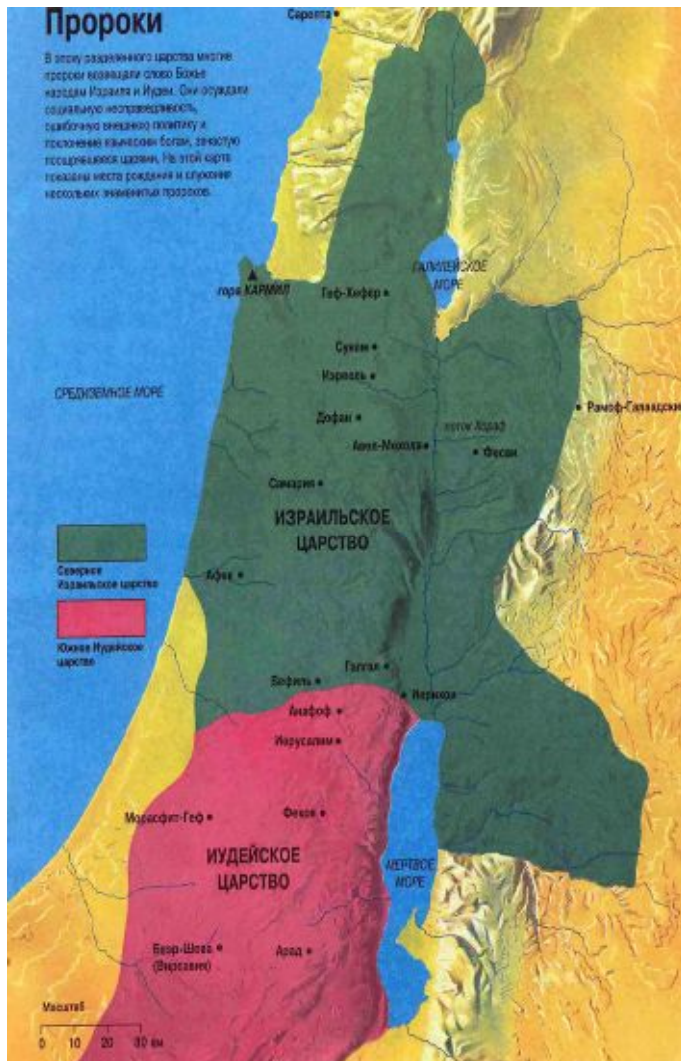 Пророки
В эпоху разделенного царства многие
пророки возвещали слово Божье
народам Израиля и Иудеи. Они осуждали
социальную несправедливость,
ошибочную внешнюю политику и
поклонение языческим богам, зачастую
поощрявшееся царями. На этой карте
показаны места рождения и служения
нескольких знаменитых пророков.
Сарепта
гора КАРМИЛ
ГАЛИЛЕЙСКОЕ
МОРЕ
Геф-Хефер
Сунем
Изреель
СРЕДИЗЕМНОЕ МОРЕ
Рамоф-Галаадский
Дофан
поток Хораф
Авел-Мехола
Фесва
Самария
ИЗРАИЛЬСКОЕ
ЦАРСТВО
Северное
Израильское царство
Афек
Южное Иудейское
царство
Галгал
Вефиль
Иерихон
Анафоф
Иерусалим
Морасфит-Геф
Фекоя
ИУДЕЙСКОЕ
ЦАРСТВО
МЕРТВОЕ
МОРЕ
Беэр-Шева
(Вирсавия)
Арад
Масштаб
0 10 20 30 км